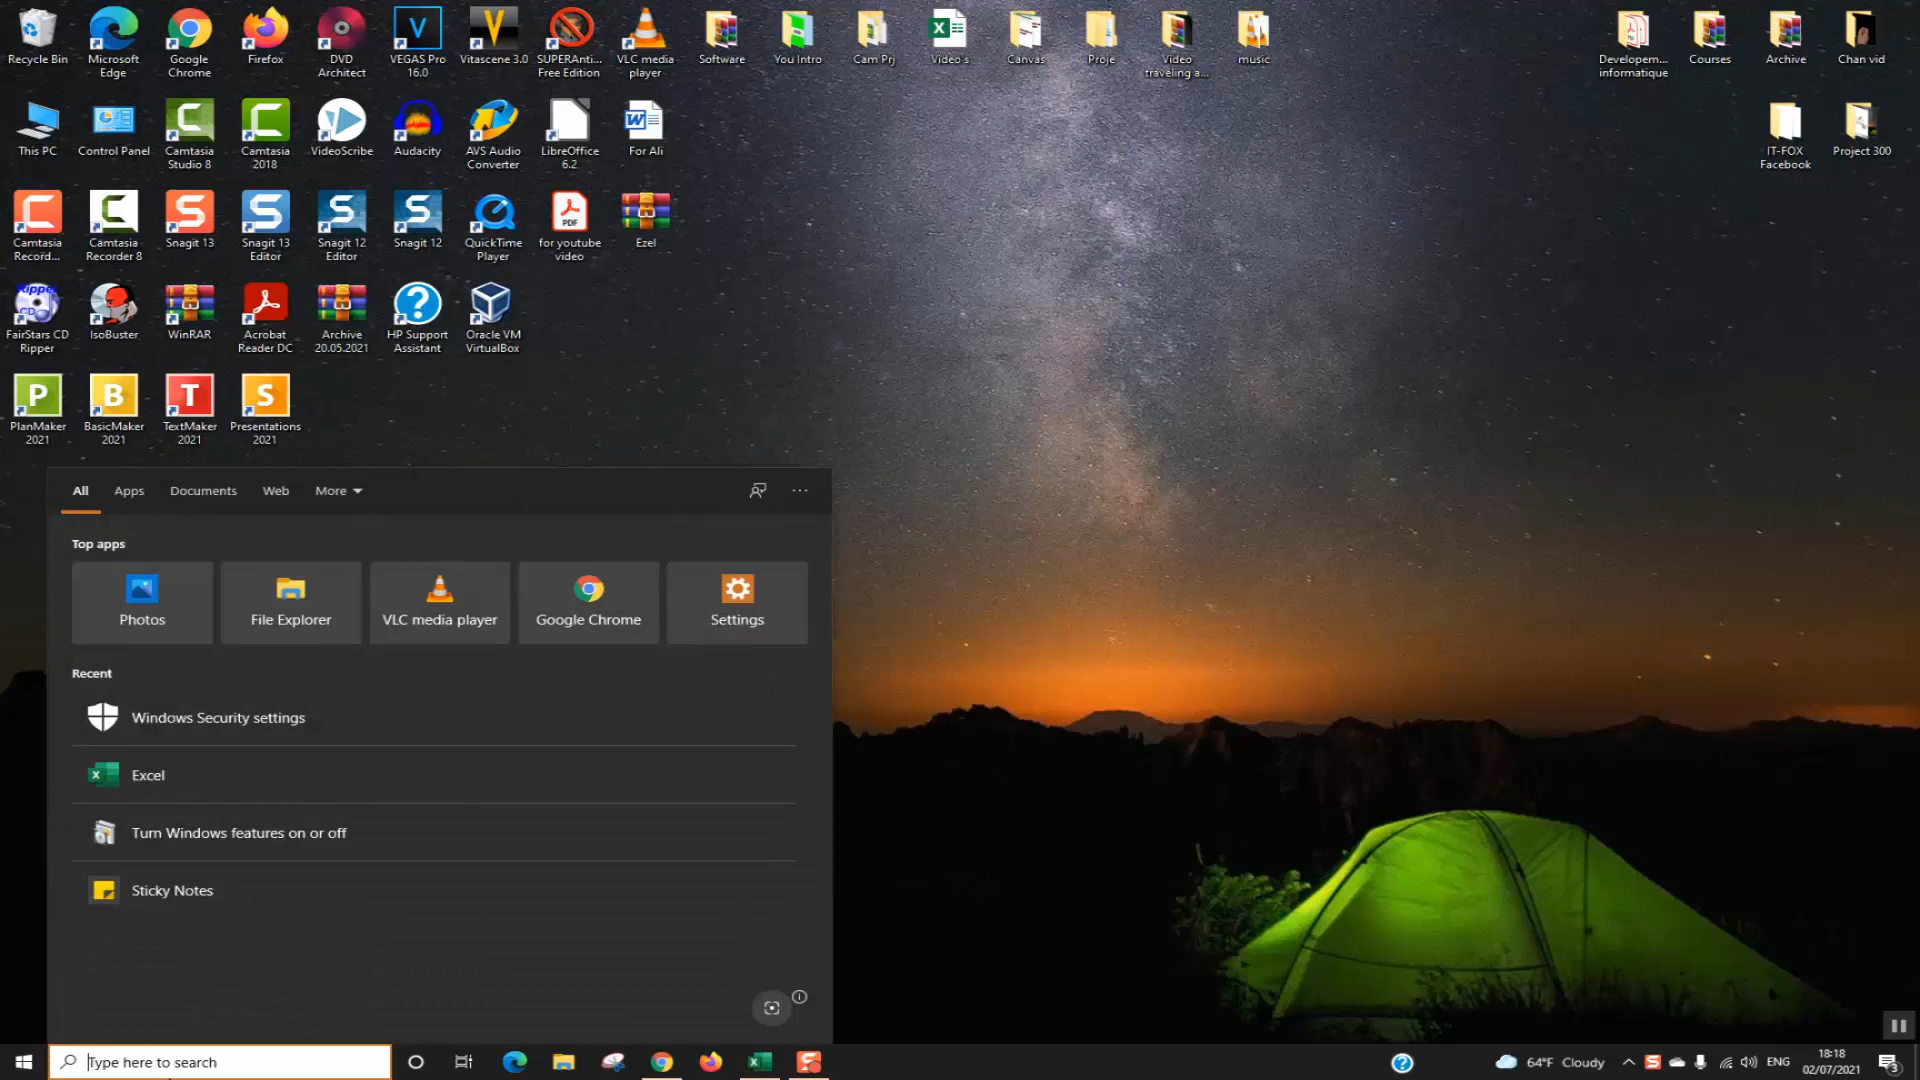 Recycle Bin
Microsoft
Edge
Google
Chrome
Firefox
DVD
Architect
VEGAS Pro
16.0
Vitascene 3.0
SUPERAnti...
Free Edition
VLC media
player
Software
You Intro
Cam Prj
Video s
Canvas
Proje
Video
traveling a...
music
Developem...
informatique
Courses
Archive
Chan vid
This PC
Control Panel
Camtasia
Studio 8
Camtasia
2018
VideoScribe
Audacity
AVS Audio
Converter
LibreOffice
6.2
For Ali
IT-FOX
Facebook
Project 300
Camtasia
Record...
Camtasia
Recorder 8
Snagit 13
Snagit 13
Editor
Snagit 12
Editor
Snagit 12
QuickTime
Player
PDF
for youtube
video
Ezel
FairStars CD
Ripper
IsoBuster
WinRAR
Acrobat
Reader DC
Archive
20.05.2021
HP Support
Assistant
Oracle VM
VirtualBox
PlanMaker
2021
BasicMaker
2021
TextMaker
2021
Presentations
2021
All Apps Documents Web More
Top apps
Photos
File Explorer
VLC media player
Google Chrome
Settings
Recent
Windows Security settings
Excel
Turn Windows features on or off
Sticky Notes
Type here to search
64°F Cloudy
ENG
18:18
02/07/2021
3